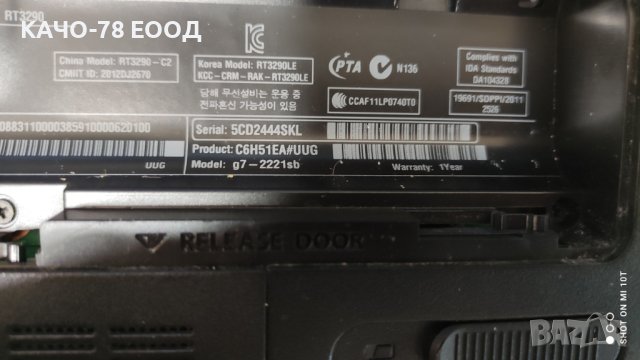 RT3290
КАЧО-78 ЕООД
China Model: RT3290-C2
CMIIT ID: 2012DJ2670
Korea Model: RT3290LE
KCC-CRM-RAK-RT3290LE
당해 무선설비는 운용 중
전파혼신 가능성이 있음
PTA
N136
Complies with
IDA Standards
DA104328
CCAF11LP0740T0
19691/SDPPI/2011
2526
08831100003859100000620100
UUG
Serial: 5CD2444SKL
Product: C6H51EA#UUG
Model: g7-2221sb
Warranty: 1Year
RELEASE DOOR
SHOT ON MI 10T
BAZAR